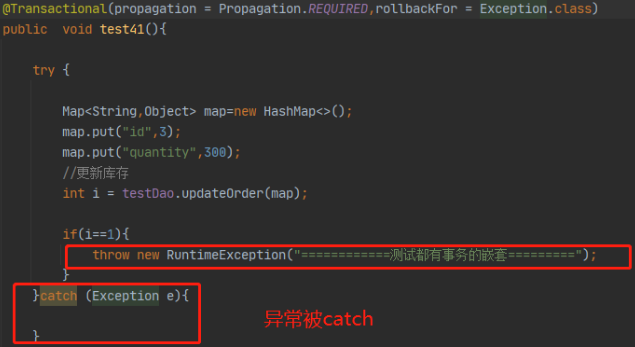 @Transactional(propagation = Propagation.REQUIRED,rollbackFor = Exception.class)
public  void test41(){
try {
Map<String,Object> map=new HashMap<>();
map.put("id",3);
map.put("quantity",300);
//更新库存
int i = testDao.updateOrder(map);
if(i==1){
throw new RuntimeException("============测试都有事务的嵌套=========");
}
}catch (Exception e){
异常被catch
}